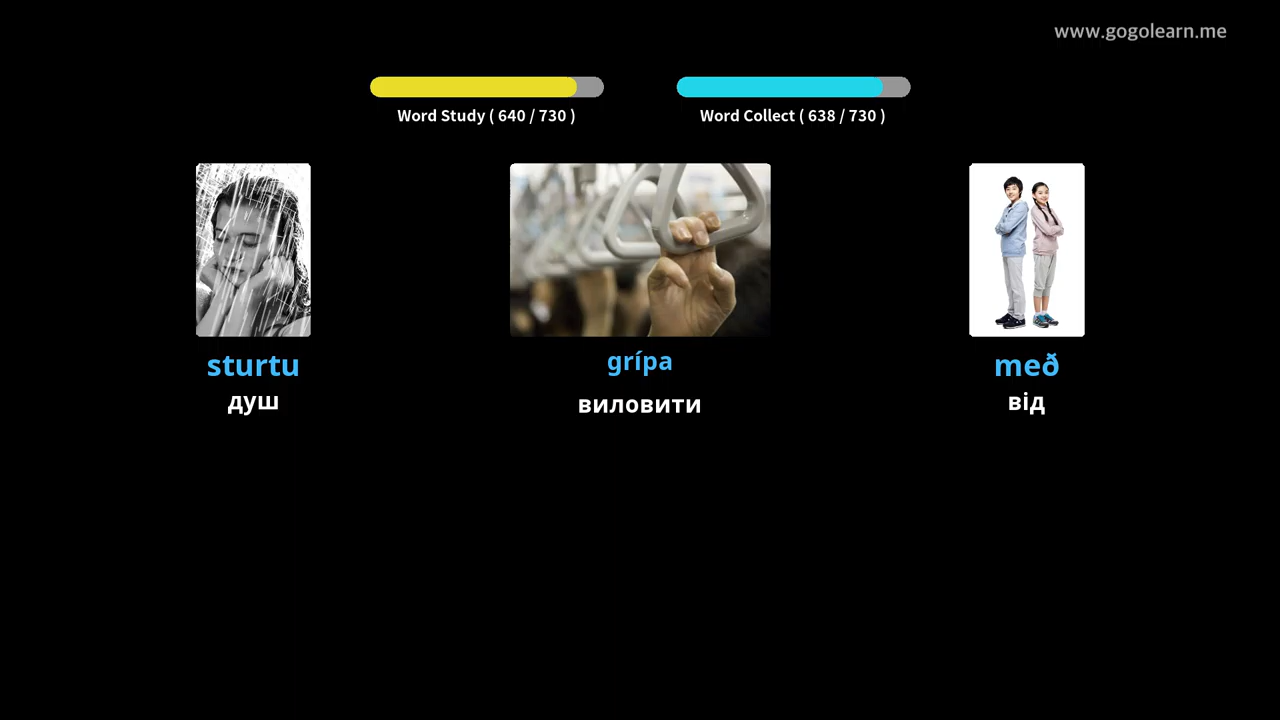 www.gogolearn.me
Word Study ( 640 / 730 )
Word Collect ( 638 / 730 )
sturtu
душ
grípa
виловити
með
від